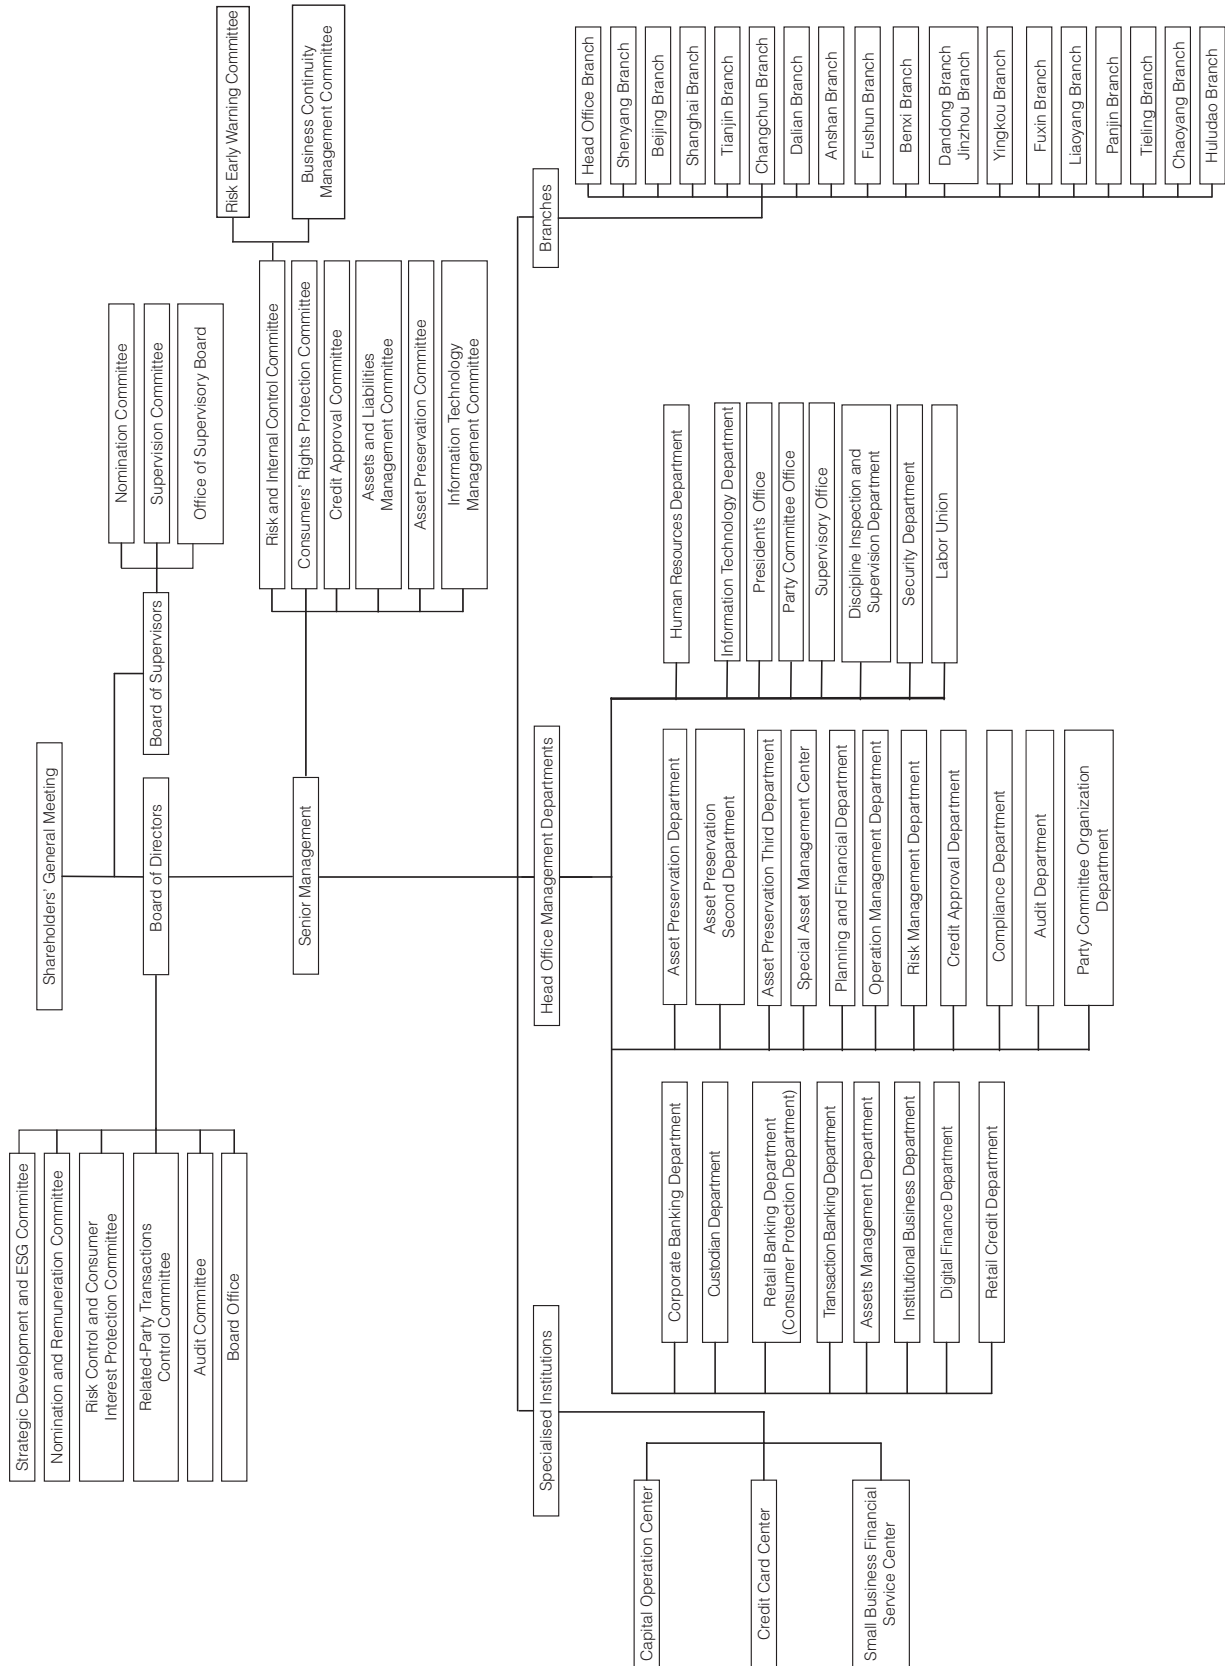 Shareholders' General Meeting
Board of Directors
Board of Supervisors
Strategic Development and ESG Committee
Nomination and Remuneration Committee
Risk Control and Consumer
Interest Protection Committee
Related-Party Transactions
Control Committee
Audit Committee
Board Office
Nomination Committee
Supervision Committee
Office of Supervisory Board
Senior Management
Risk and Internal Control Committee
Consumers' Rights Protection Committee
Credit Approval Committee
Assets and Liabilities
Management Committee
Asset Preservation Committee
Information Technology
Management Committee
Risk Early Warning Committee
Business Continuity
Management Committee
Specialised Institutions
Head Office Management Departments
Branches
Capital Operation Center
Credit Card Center
Small Business Financial
Service Center
Corporate Banking Department
Custodian Department
Retail Banking Department
(Consumer Protection Department)
Transaction Banking Department
Assets Management Department
Institutional Business Department
Digital Finance Department
Retail Credit Department
Asset Preservation Department
Asset Preservation
Second Department
Asset Preservation Third Department
Special Asset Management Center
Planning and Financial Department
Operation Management Department
Risk Management Department
Credit Approval Department
Compliance Department
Audit Department
Party Committee Organization
Department
Human Resources Department
Information Technology Department
President's Office
Party Committee Office
Supervisory Office
Discipline Inspection and
Supervision Department
Security Department
Labor Union
Head Office Branch
Shenyang Branch
Beijing Branch
Shanghai Branch
Tianjin Branch
Changchun Branch
Dalian Branch
Anshan Branch
Fushun Branch
Benxi Branch
Dandong Branch
Jinzhou Branch
Yingkou Branch
Fuxin Branch
Liaoyang Branch
Panjin Branch
Tieling Branch
Chaoyang Branch
Huludao Branch